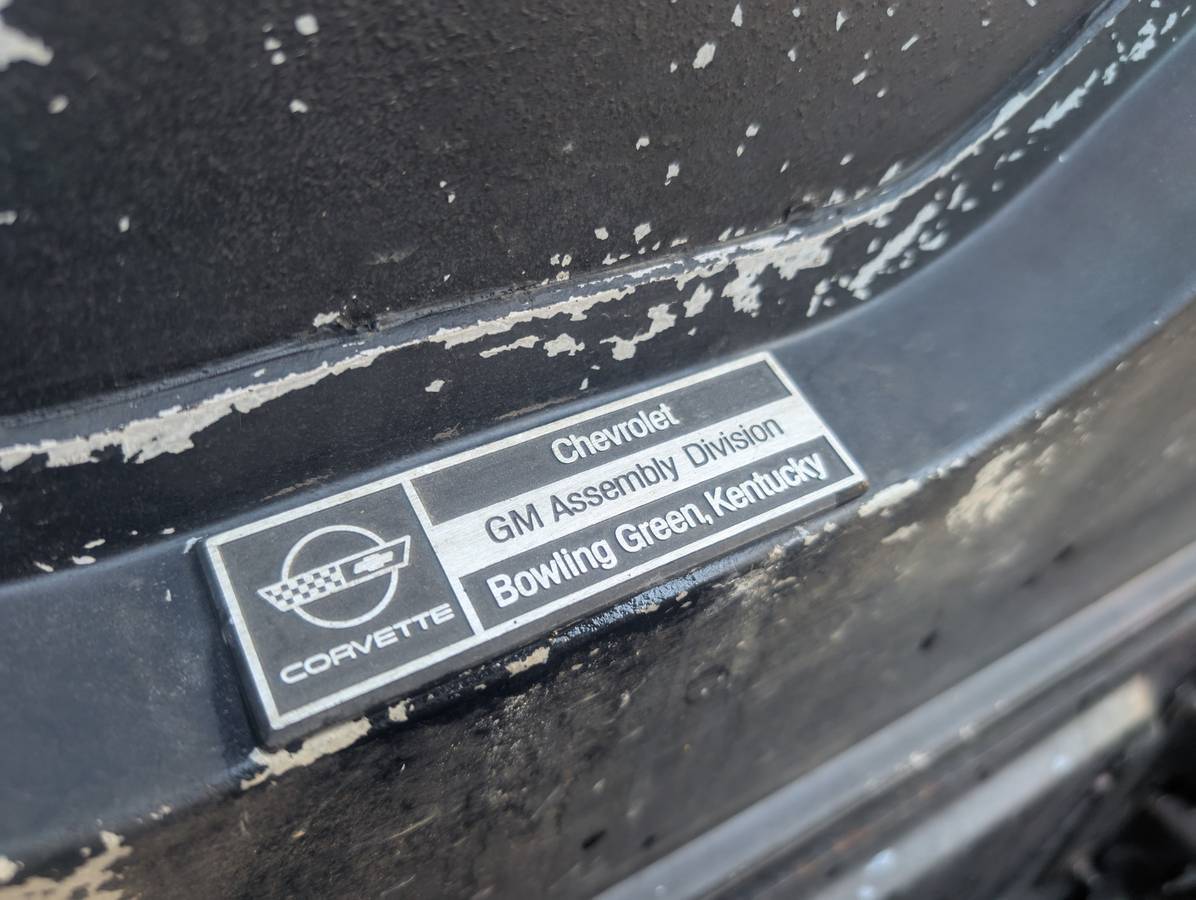 CORVETTE
Chevrolet
GM Assembly Division
Bowling Green, Kentucky